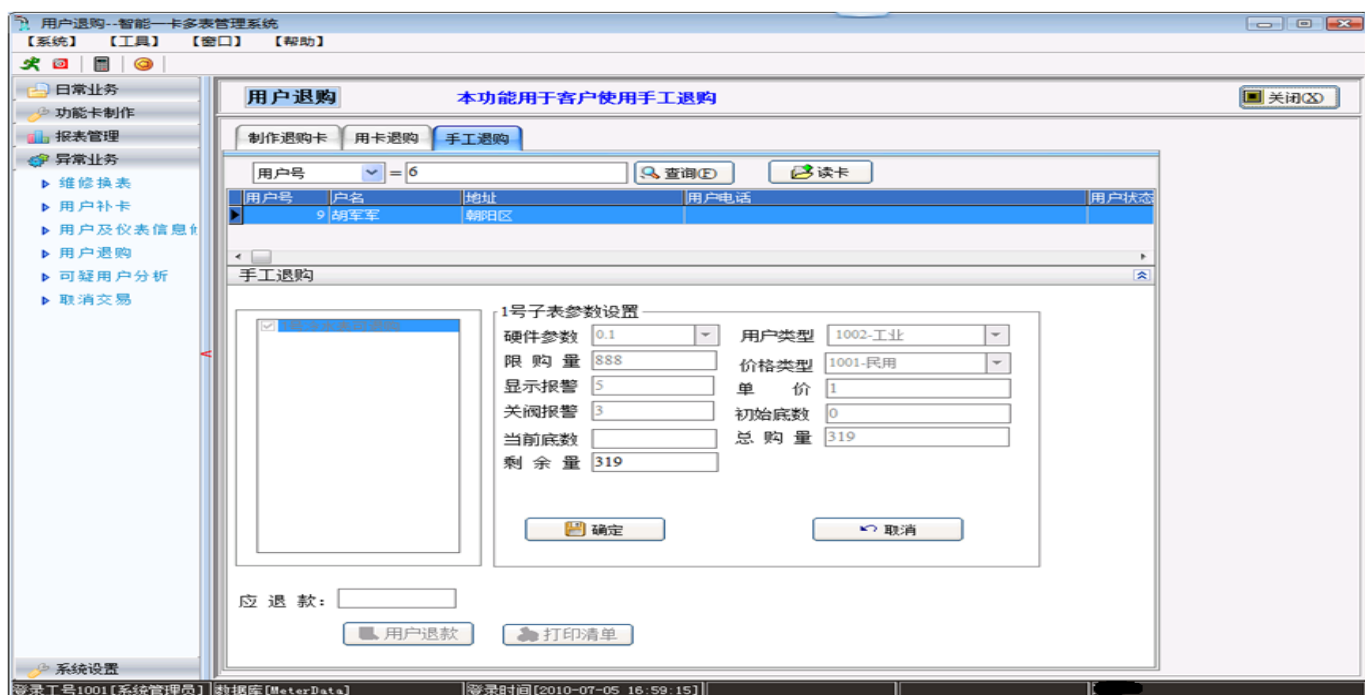 用户退购--智能一卡多表管理系统
【系统】 【工具】 【窗口】 【帮助】
日常业务
功能卡制作
报表管理
异常业务
维修换表
用户补卡
用户及仪表信息
用户退购
可疑用户分析
取消交易
系统设置
用户退购 本功能用于客户使用手工退购 关闭(X)
制作退购卡 用卡退购 手工退购
用户号 = 6 查询(F) 读卡
用户号 户名 地址 用户电话 用户状态
9 胡军军 朝阳区
手工退购
1号子表参数设置
硬件参数 0.1 用户类型 1002-工业
限购量 888 价格类型 1001-民用
显示报警 5 单价 1
关阀报警 3 初始底数 0
当前底数 总购量 319
剩余量 319
确定 取消
应退款:
用户退款 打印清单
登录工号1001[系统管理员] 数据库[MeterData] 登录时间[2010-07-05 16:59:15]